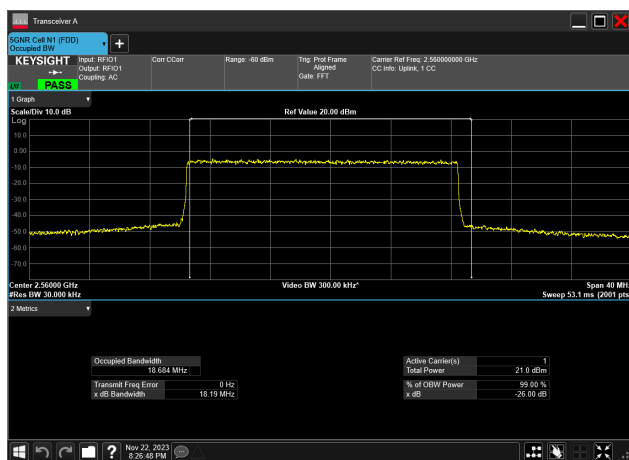 Transceiver A
5GNR Cell N1 (FDD)
Occupied BW
KEYSIGHT
PASS
Input: RFIO1
Output: RFIO1
Coupling: AC
Corr CCorr
Range: -60 dBm
Trig: Prot Frame
Aligned
Gate: FFT
Carrier Ref Freq: 2.560000000 GHz
CC Info: Uplink, 1 CC
1 Graph
Scale/Div 10.0 dB
Ref Value 20.00 dBm
Log
10.0
0.00
-10.0
-20.0
-30.0
-40.0
-50.0
-60.0
-70.0
Center 2.56000 GHz
Video BW 300.00 kHz*
Span 40 MHz
#Res BW 30.000 kHz
Sweep 53.1 ms (2001 pts
2 Metrics
Occupied Bandwidth
18.684 MHz
Active Carrier(s) 1
Total Power 21.0 dBm
Transmit Freq Error 0 Hz
x dB Bandwidth 18.19 MHz
% of OBW Power 99.00 %
x dB -26.00 dB
?
Nov 22, 2023
8:26:48 PM